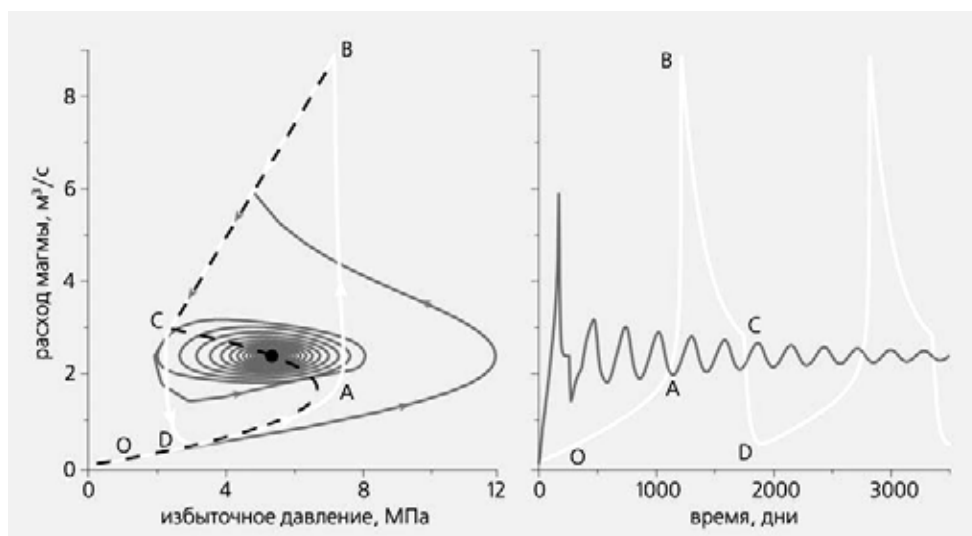 расход магмы, м³/с
8
6
4
2
0
B
C
A
D
O
0
4
8
12
избыточное давление, МПа
B
C
A
D
O
0
1000
2000
3000
время, дни